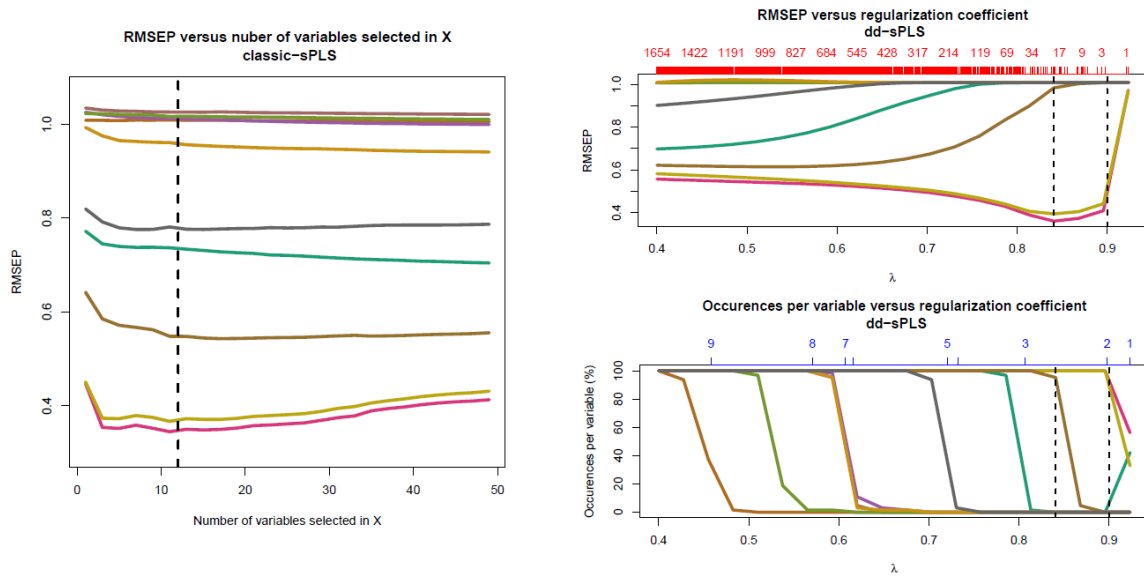 RMSEP versus nuber of variables selected in X
classic−sPLS
RMSEP
1.0
0.8
0.6
0.4
0 10 20 30 40 50
Number of variables selected in X
RMSEP versus regularization coefficient
dd−sPLS
1654 1422 1191 999 827 684 545 428 317 214 119 69 34 17 9 3 1
RMSEP
1.0
0.8
0.6
0.4
0.4 0.5 0.6 0.7 0.8 0.9
λ
Occurences per variable versus regularization coefficient
dd−sPLS
9 8 7 5 3 2 1
Occurences per variable (%)
100
80
60
40
20
0
0.4 0.5 0.6 0.7 0.8 0.9
λ